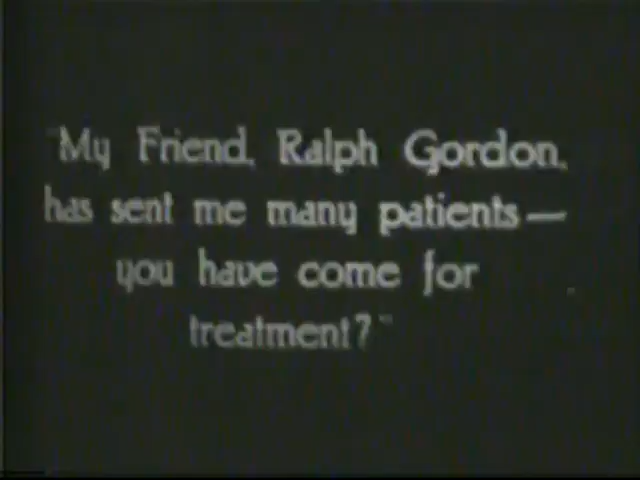 "My Friend, Ralph Gordon,
has sent me many patients—
you have come for
treatment?"